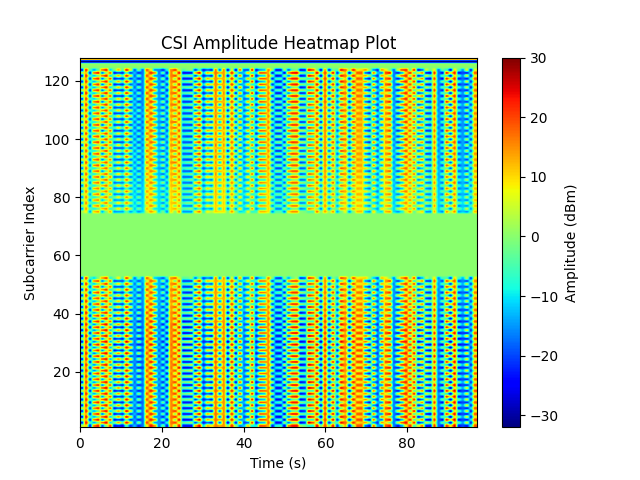 CSI Amplitude Heatmap Plot
120
100
80
60
40
20
Subcarrier Index
0 20 40 60 80
Time (s)
30
20
10
0
−10
−20
−30
Amplitude (dBm)